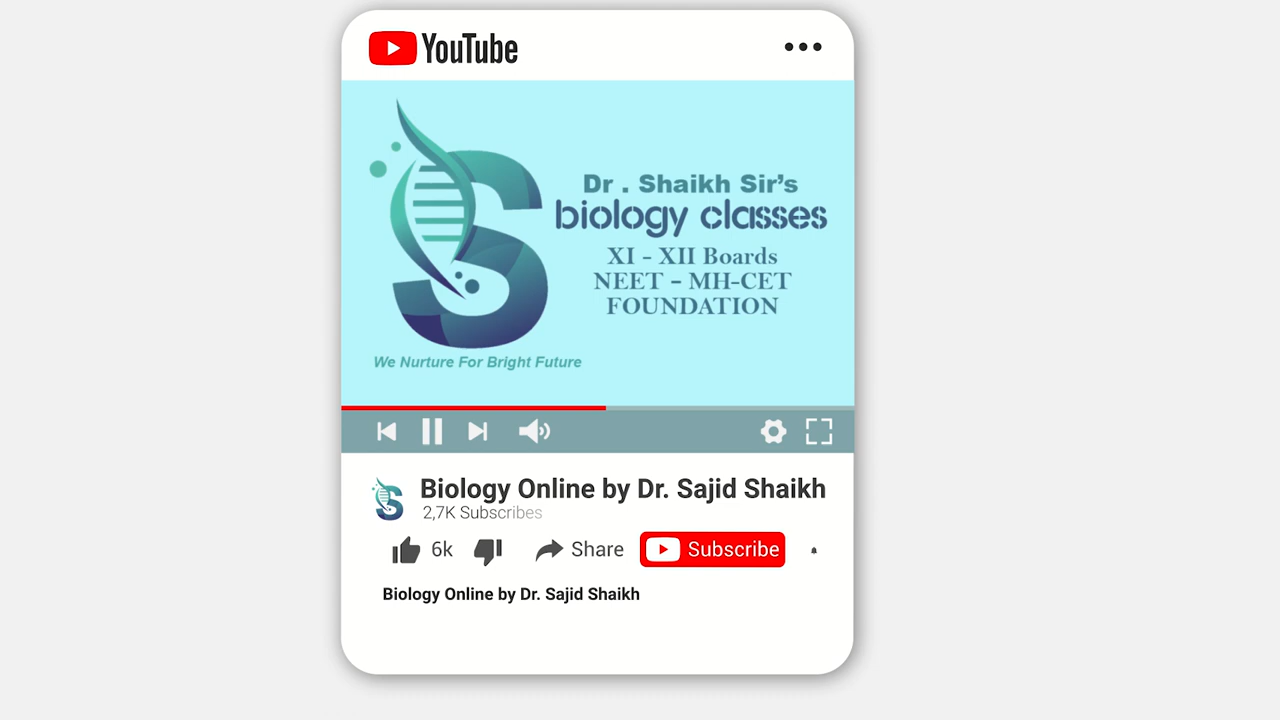 YouTube
Dr . Shaikh Sir's
biology classes
XI - XII Boards
NEET - MH-CET
FOUNDATION
We Nurture For Bright Future
Biology Online by Dr. Sajid Shaikh
2,7K Subscribes
6k Share Subscribe
Biology Online by Dr. Sajid Shaikh